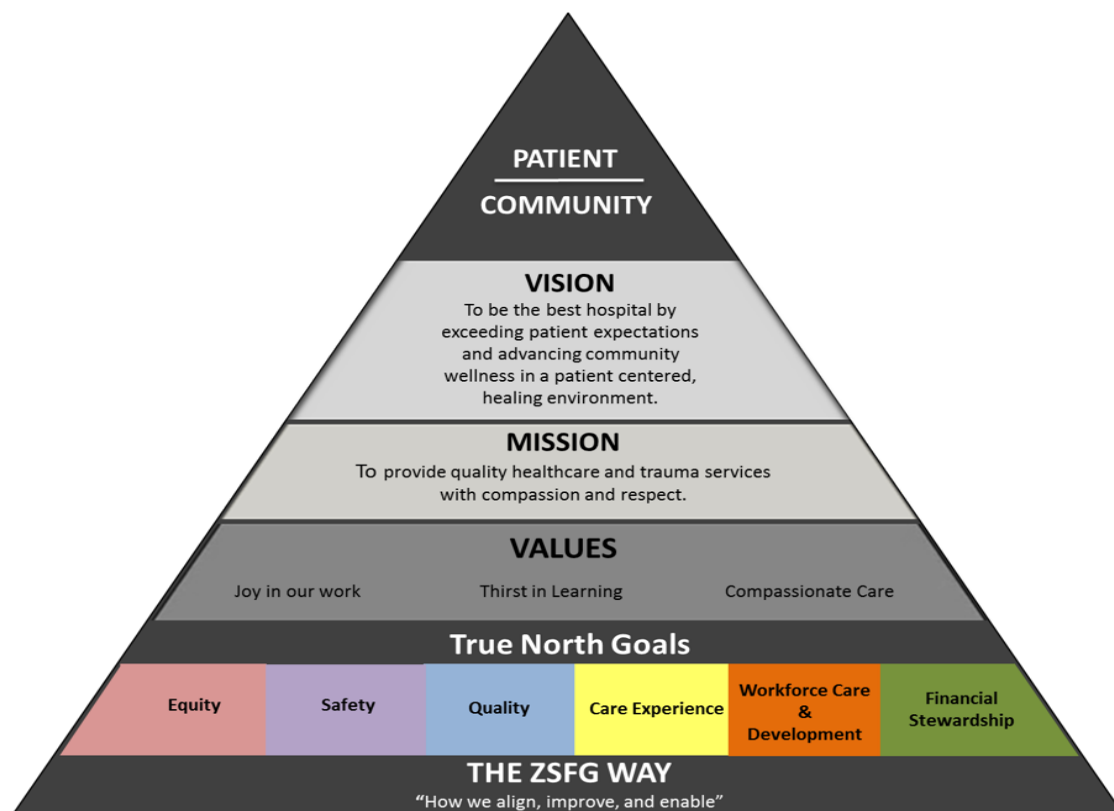 PATIENT
COMMUNITY
VISION
To be the best hospital by
exceeding patient expectations
and advancing community
wellness in a patient centered,
healing environment.
MISSION
To provide quality healthcare and trauma services
with compassion and respect.
VALUES
Joy in our work Thirst in Learning Compassionate Care
True North Goals
Equity Safety Quality Care Experience Workforce Care
&
Development Financial
Stewardship
THE ZSFG WAY
“How we align, improve, and enable”